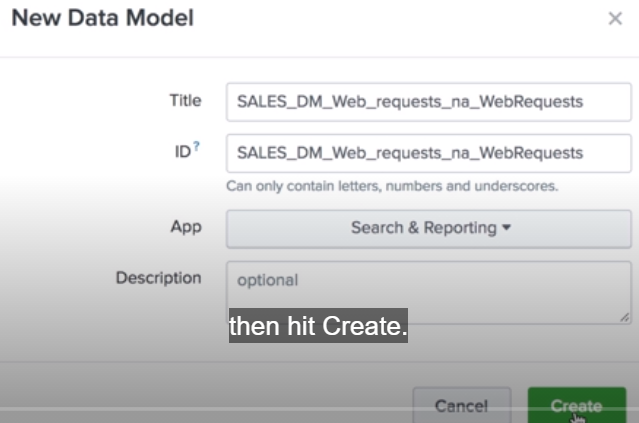 New Data Model ×
Title SALES_DM_Web_requests_na_WebRequests
ID? SALES_DM_Web_requests_na_WebRequests
Can only contain letters, numbers and underscores.
App Search & Reporting ▾
Description optional
then hit Create.
Cancel Create